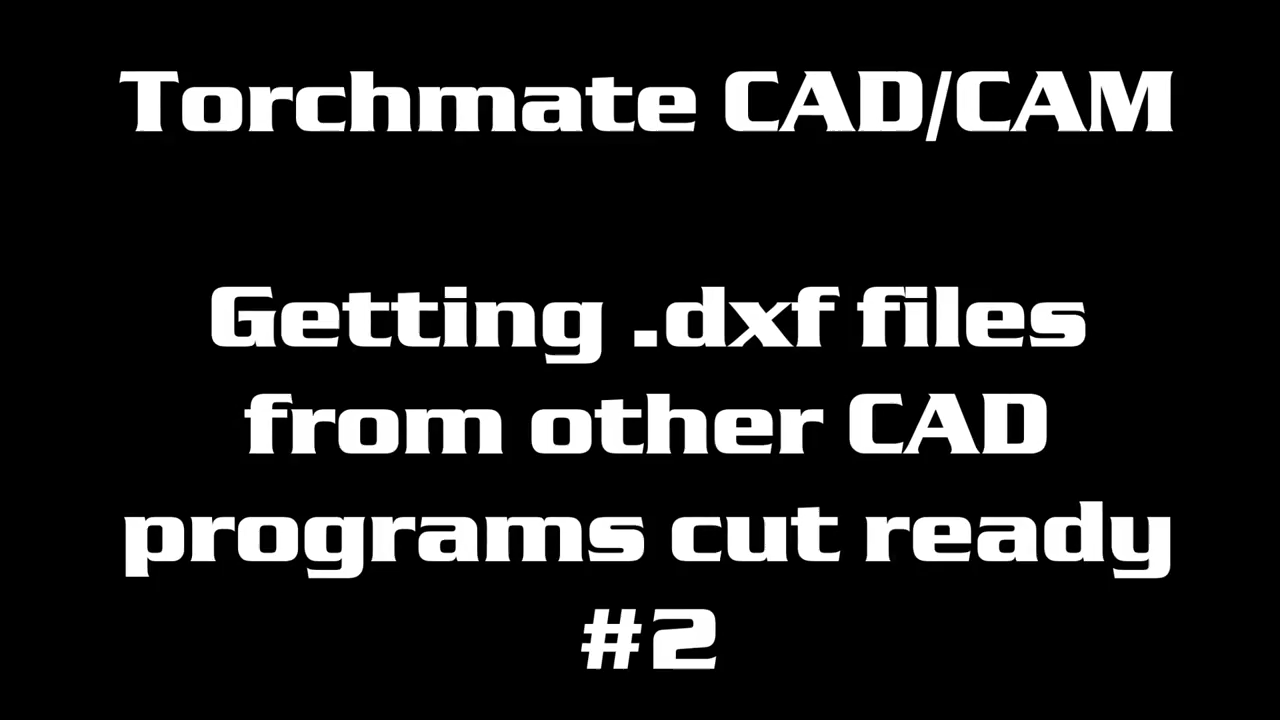 Torchmate CAD/CAM
Getting .dxf files
from other CAD
programs cut ready
#2